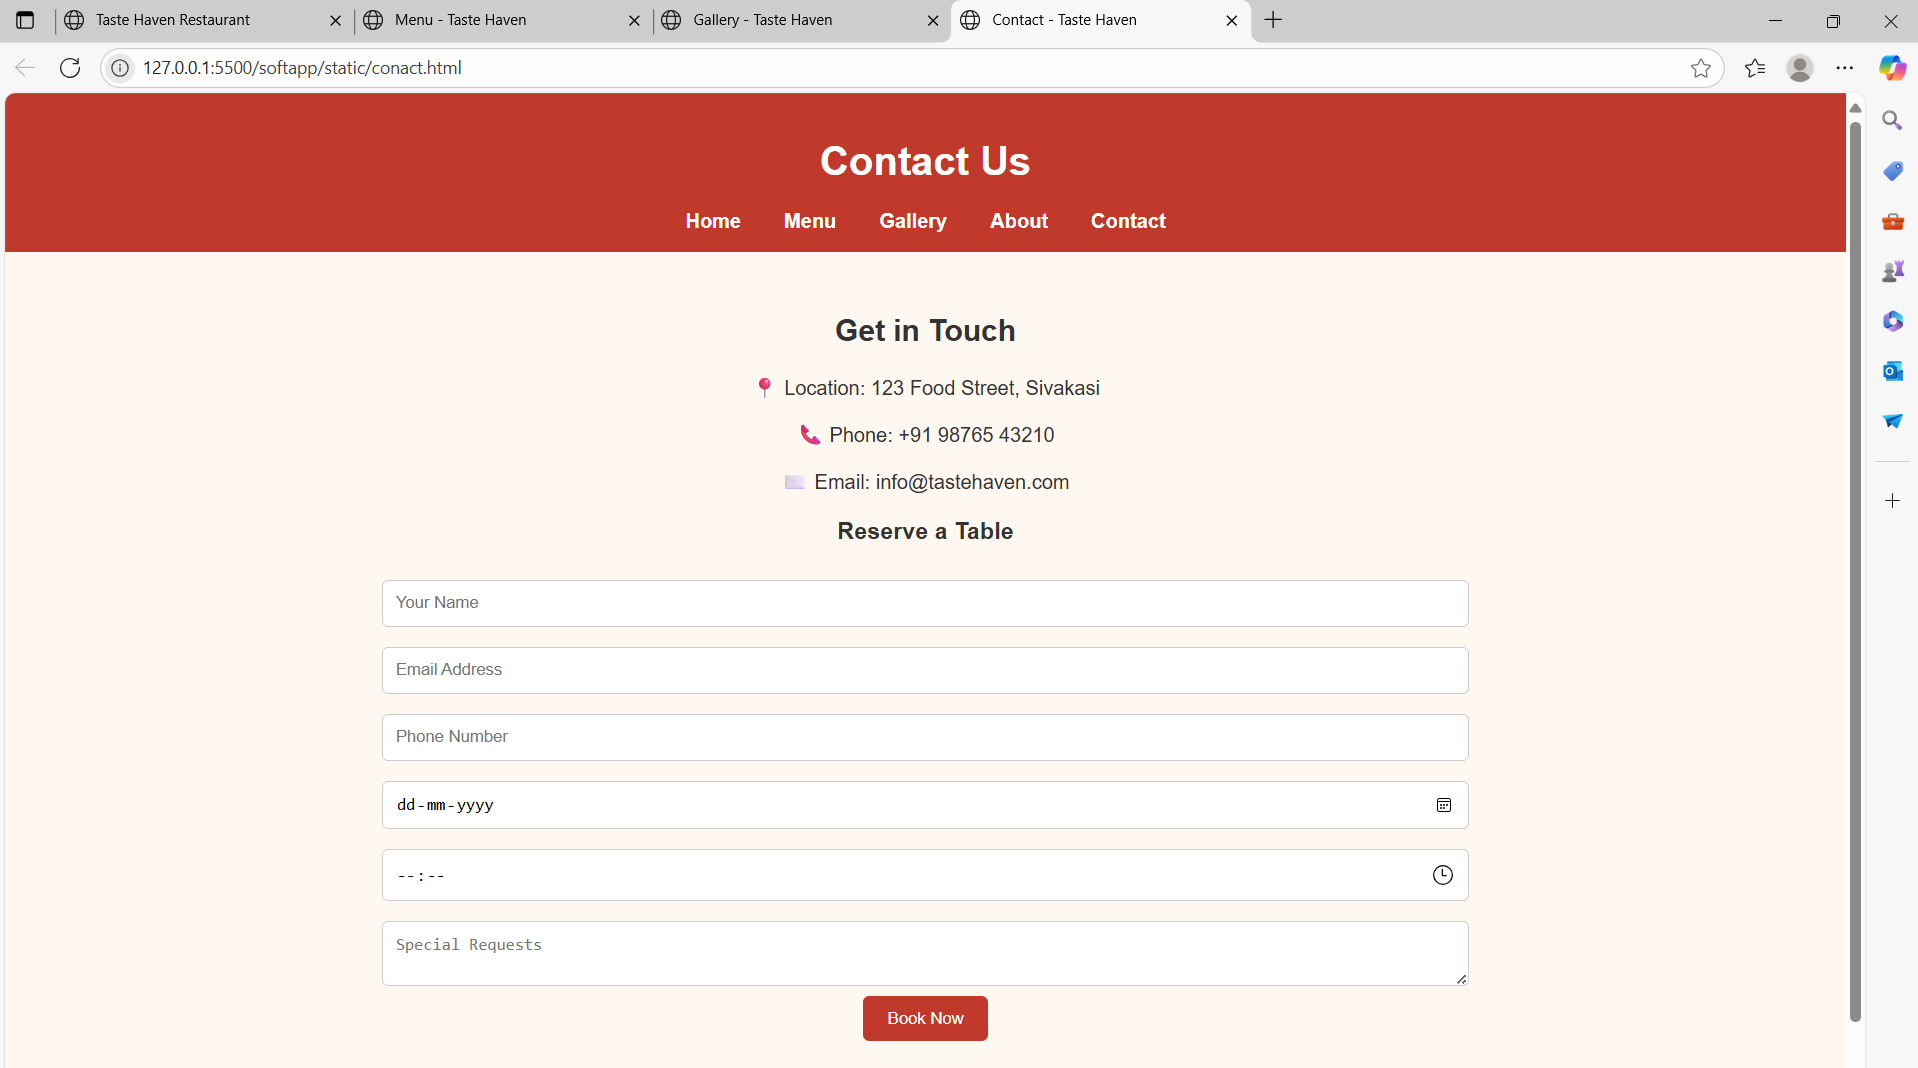 Taste Haven Restaurant
Menu - Taste Haven
Gallery - Taste Haven
Contact - Taste Haven
127.0.0.1:5500/softapp/static/conact.html
Contact Us
Home Menu Gallery About Contact
Get in Touch
Location: 123 Food Street, Sivakasi
Phone: +91 98765 43210
Email: info@tastehaven.com
Reserve a Table
Your Name
Email Address
Phone Number
dd-mm-yyyy
--:--
Special Requests
Book Now